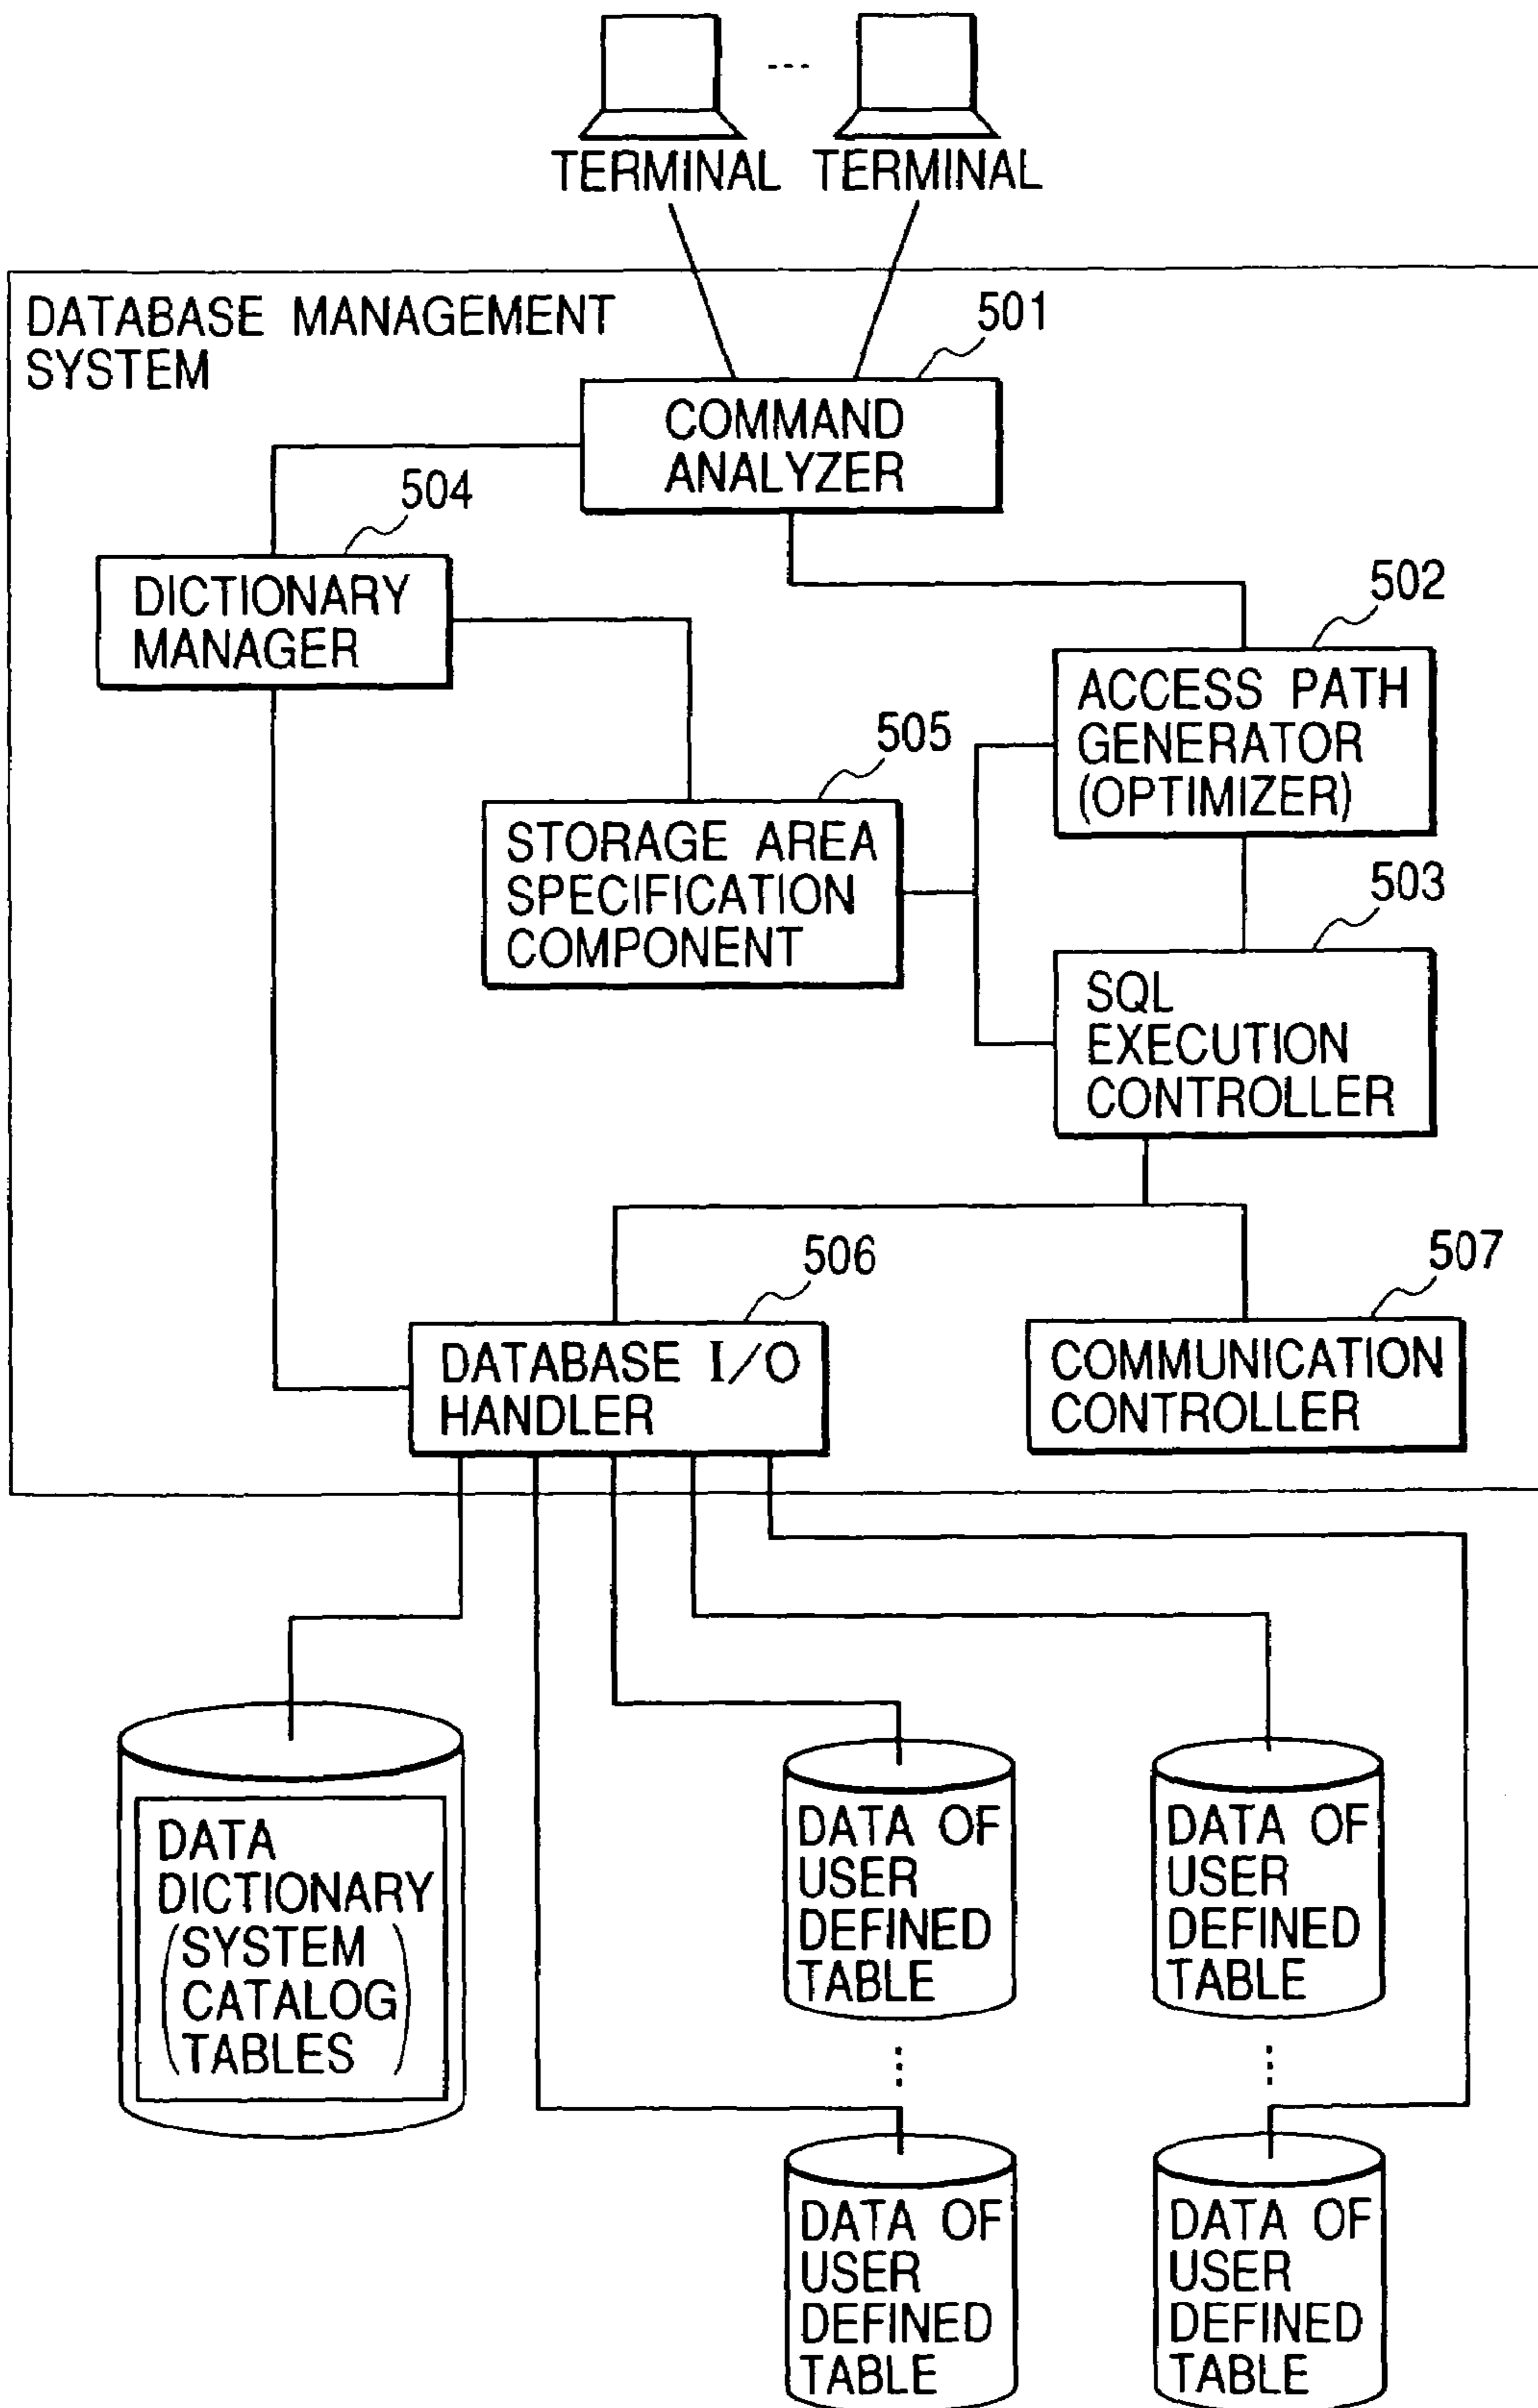 TERMINAL TERMINAL
DATABASE MANAGEMENT
SYSTEM
501
COMMAND
ANALYZER
504
DICTIONARY
MANAGER
502
ACCESS PATH
GENERATOR
(OPTIMIZER)
505
STORAGE AREA
SPECIFICATION
COMPONENT
503
SQL
EXECUTION
CONTROLLER
506
DATABASE I/O
HANDLER
507
COMMUNICATION
CONTROLLER
DATA
DICTIONARY
(SYSTEM
CATALOG
TABLES)
DATA OF
USER
DEFINED
TABLE
DATA OF
USER
DEFINED
TABLE
DATA OF
USER
DEFINED
TABLE
DATA OF
USER
DEFINED
TABLE